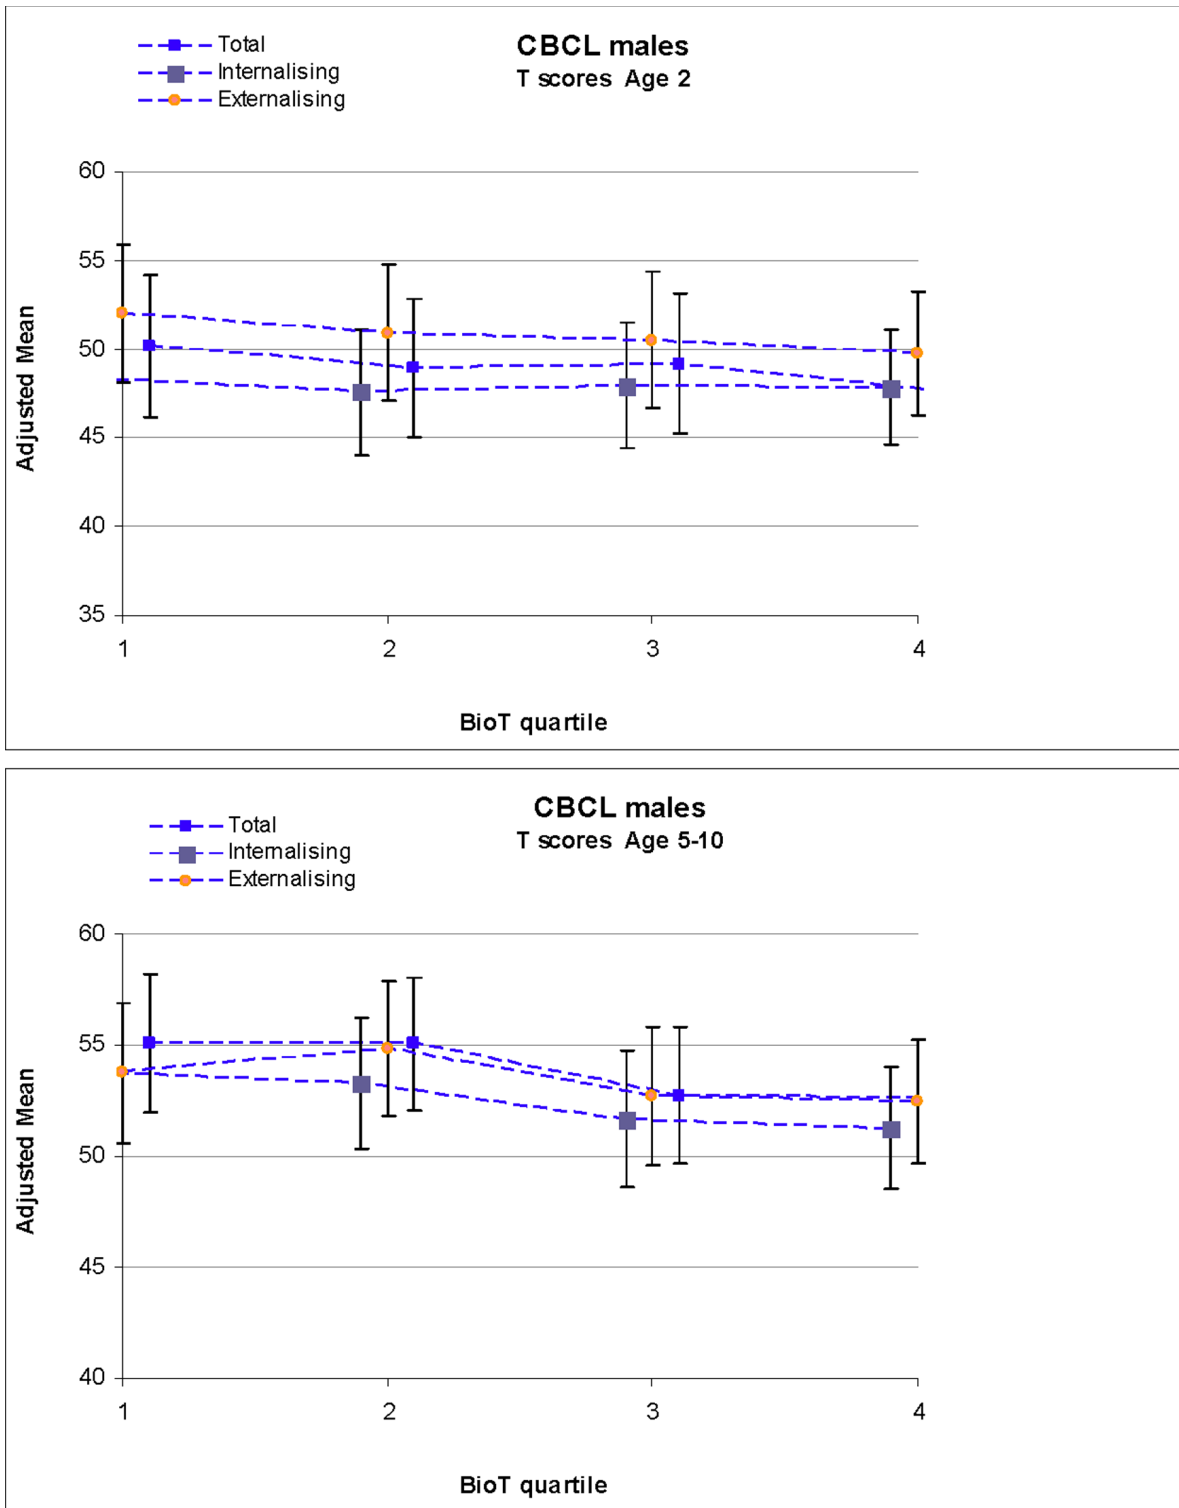 CBCL males
T scores Age 2
Total
Internalising
Externalising
60
55
50
45
40
35
Adjusted Mean
1 2 3 4
BioT quartile
CBCL males
T scores Age 5-10
Total
Internalising
Externalising
60
55
50
45
40
Adjusted Mean
1 2 3 4
BioT quartile